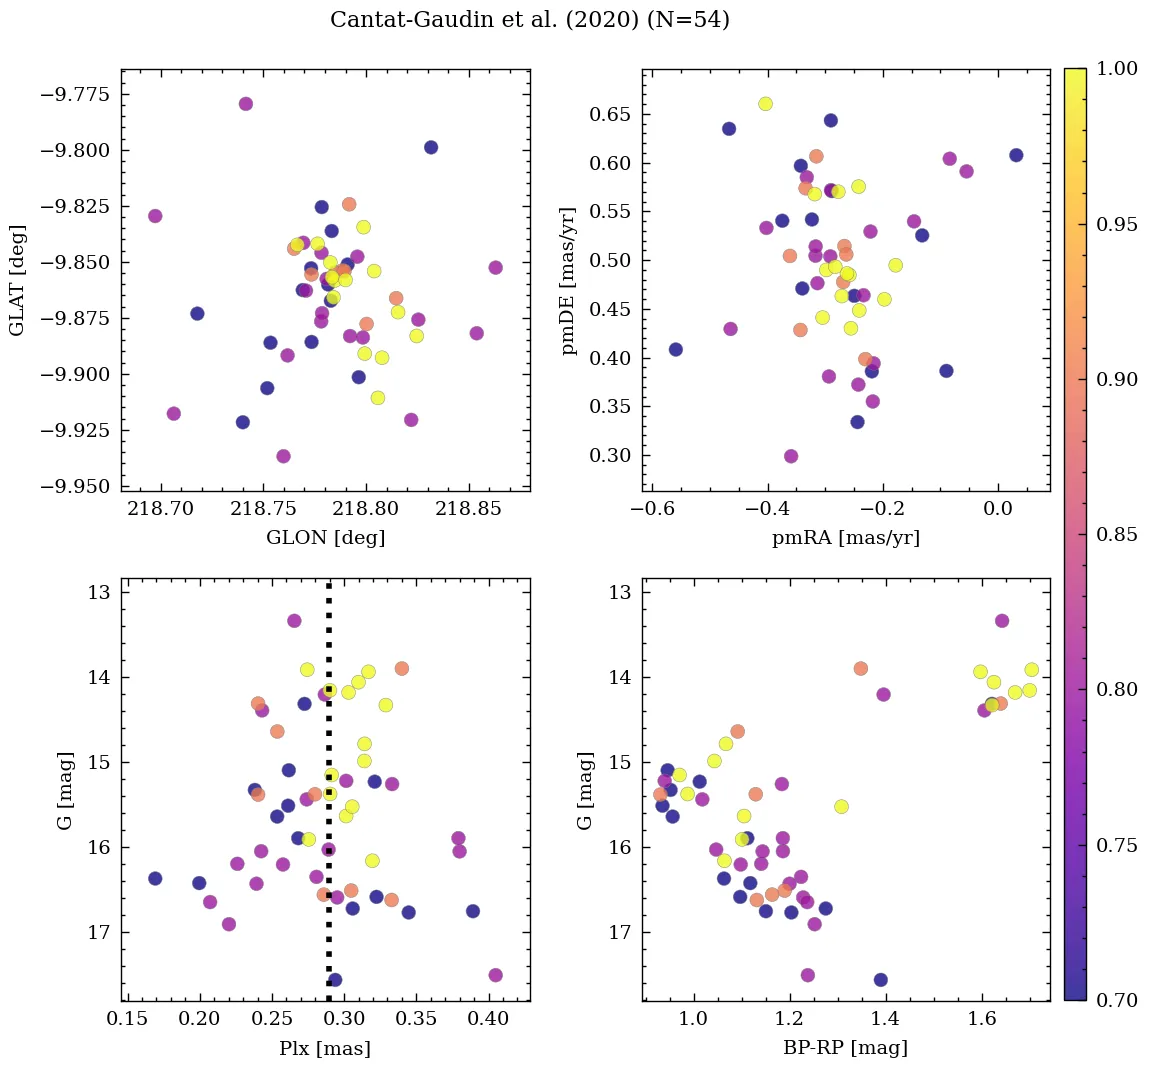 Cantat-Gaudin et al. (2020) (N=54)
−9.775
−9.800
−9.825
−9.850
−9.875
−9.900
−9.925
−9.950
GLAT [deg]
218.70 218.75 218.80 218.85
GLON [deg]
0.65
0.60
0.55
0.50
0.45
0.40
0.35
0.30
pmDE [mas/yr]
−0.6 −0.4 −0.2 0.0
pmRA [mas/yr]
13
14
15
16
17
G [mag]
0.15 0.20 0.25 0.30 0.35 0.40
Plx [mas]
13
14
15
16
17
G [mag]
1.0 1.2 1.4 1.6
BP-RP [mag]
1.00
0.95
0.90
0.85
0.80
0.75
0.70